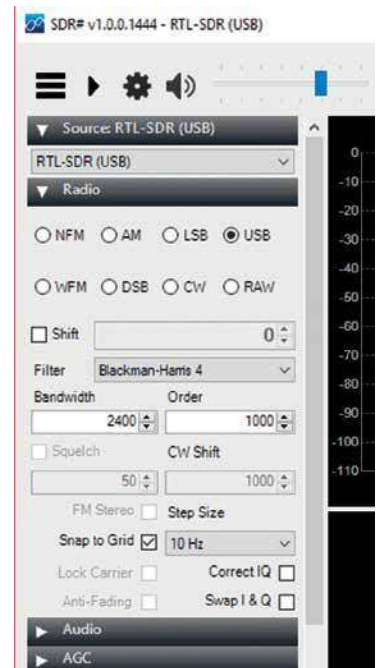 SDR# v1.0.0.1444 - RTL-SDR (USB)
Source: RTL-SDR (USB)
RTL-SDR (USB)
Radio
NFM AM LSB USB
WFM DSB CW RAW
Shift 0
Filter Blackman-Harris 4
Bandwidth Order
2400 1000
Squelch CW Shift
50 1000
FM Stereo Step Size
Snap to Grid 10 Hz
Lock Carrier Correct IQ
Anti-Fading Swap I & Q
Audio
AGC
0
-10
-20
-30
-40
-50
-60
-70
-80
-90
-100
-110